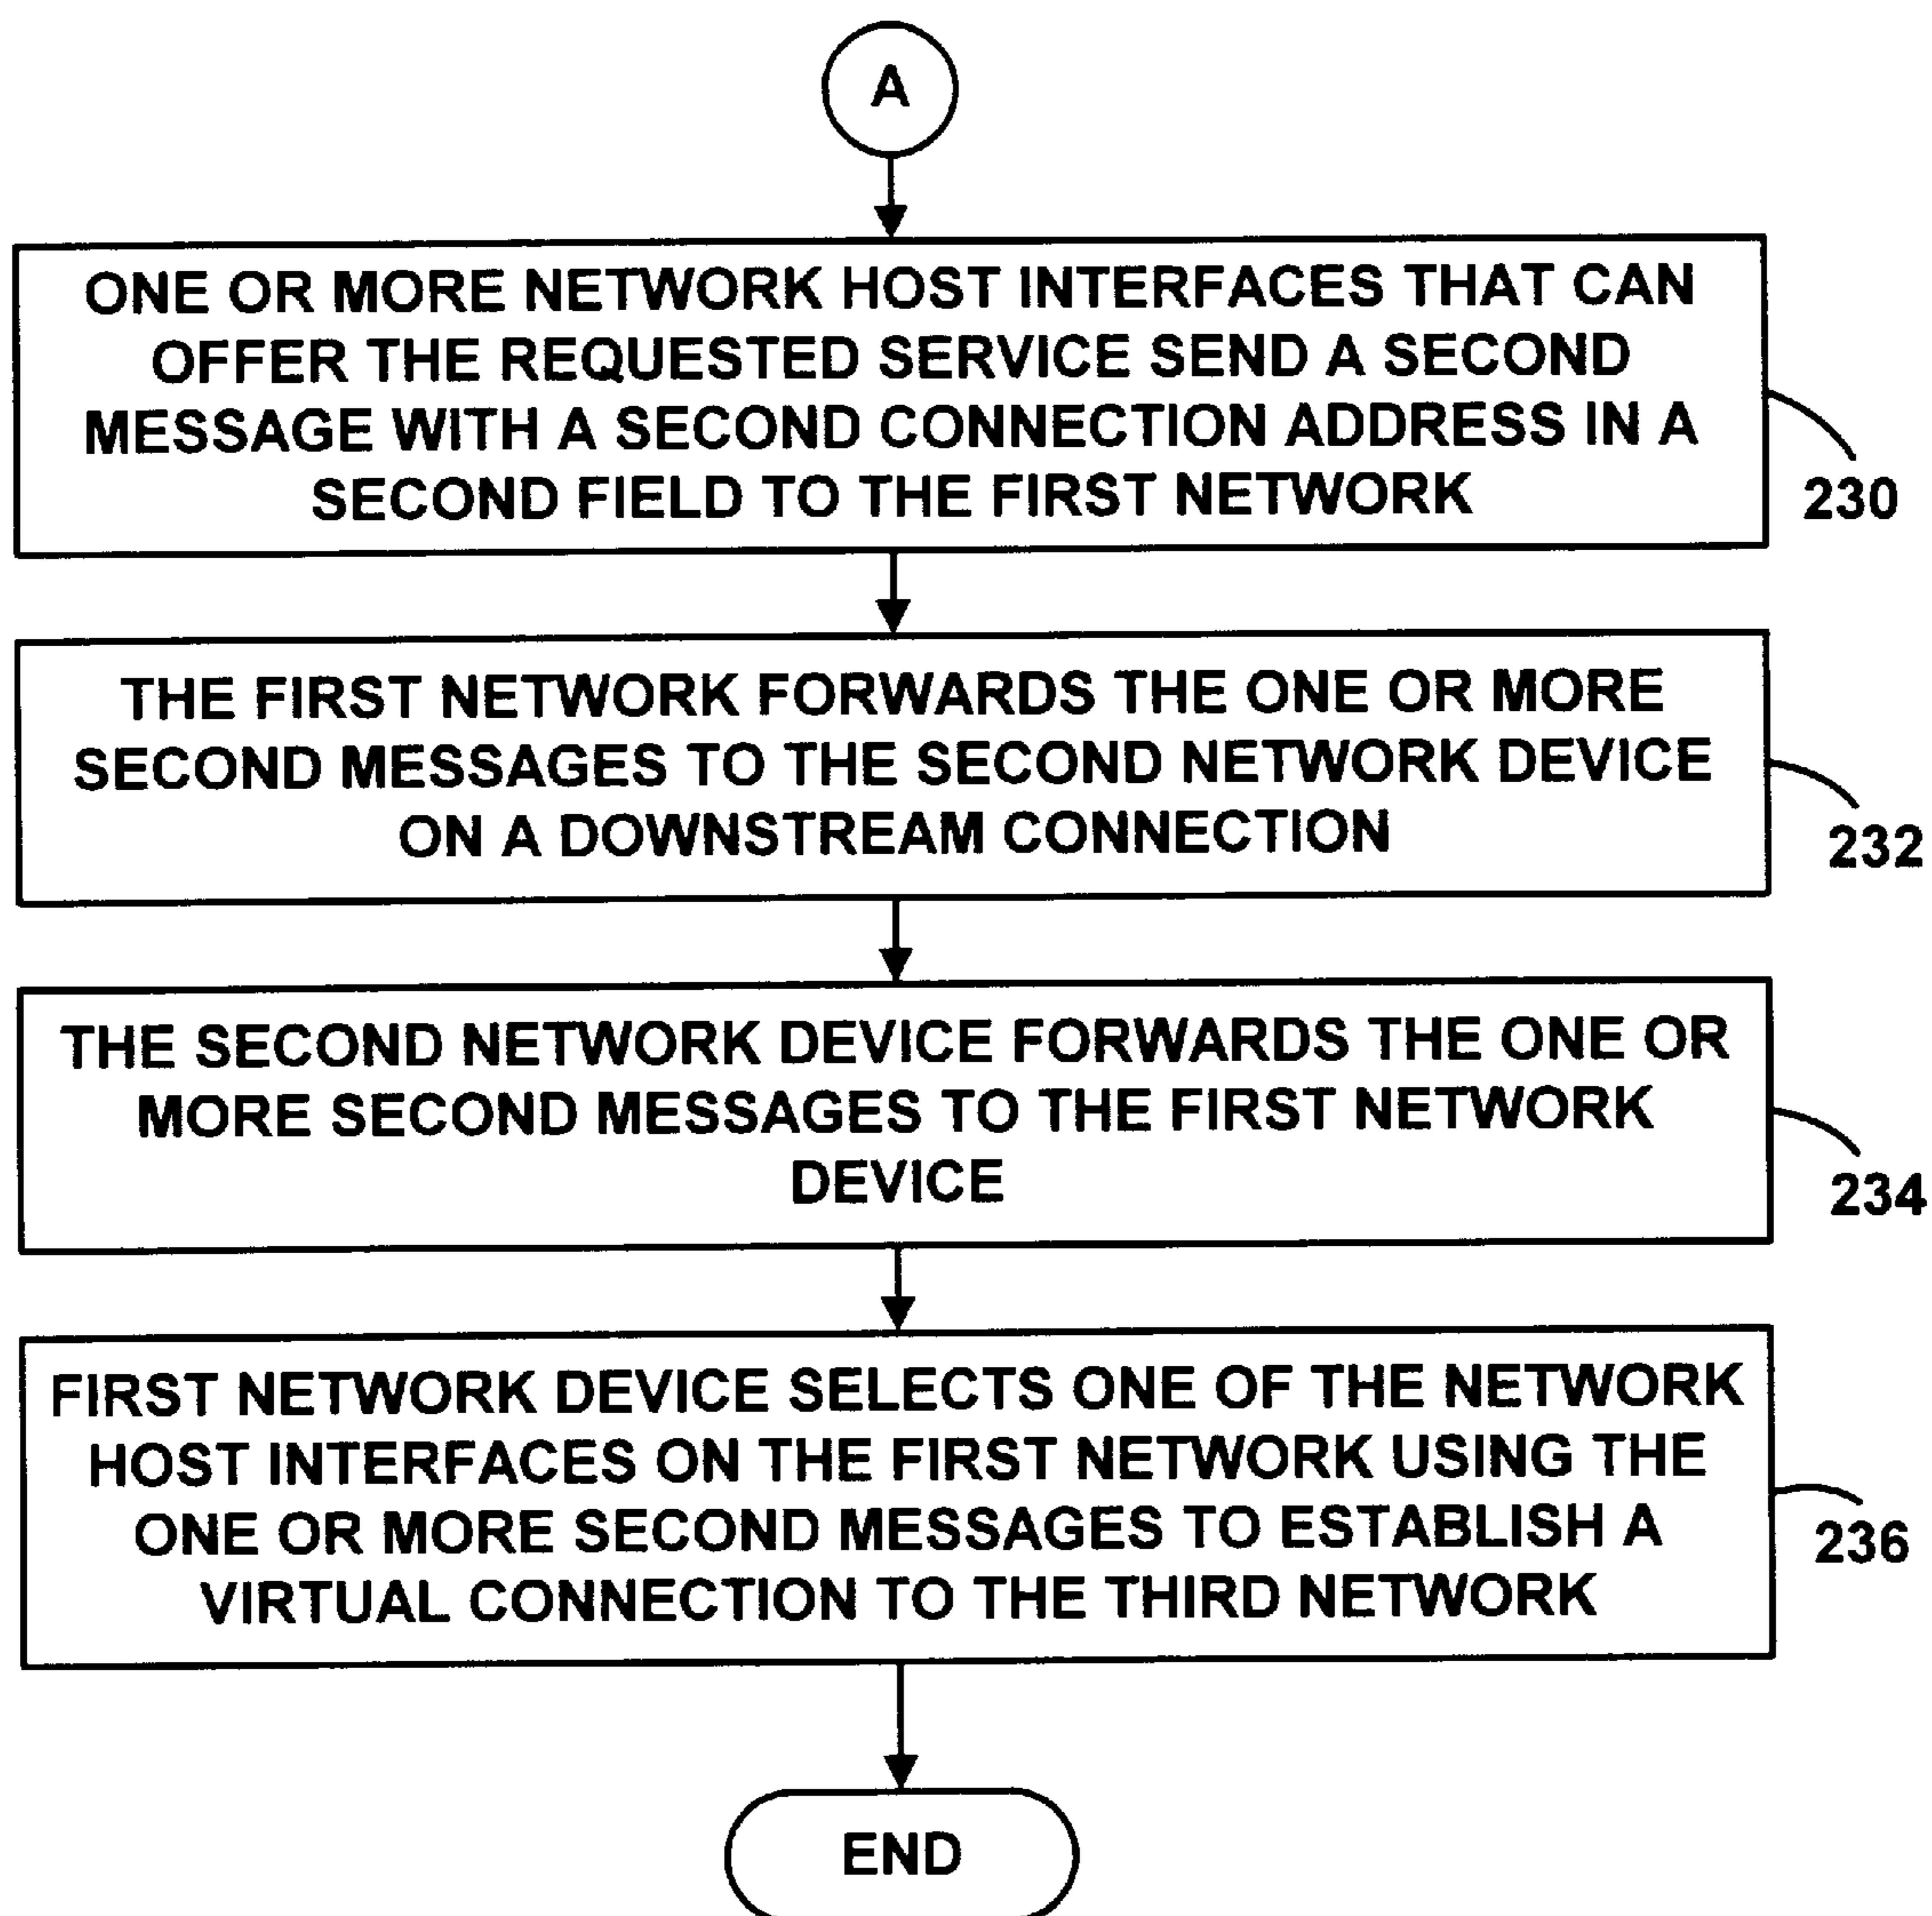 A
ONE OR MORE NETWORK HOST INTERFACES THAT CAN
OFFER THE REQUESTED SERVICE SEND A SECOND
MESSAGE WITH A SECOND CONNECTION ADDRESS IN A
SECOND FIELD TO THE FIRST NETWORK
230
THE FIRST NETWORK FORWARDS THE ONE OR MORE
SECOND MESSAGES TO THE SECOND NETWORK DEVICE
ON A DOWNSTREAM CONNECTION
232
THE SECOND NETWORK DEVICE FORWARDS THE ONE OR
MORE SECOND MESSAGES TO THE FIRST NETWORK
DEVICE
234
FIRST NETWORK DEVICE SELECTS ONE OF THE NETWORK
HOST INTERFACES ON THE FIRST NETWORK USING THE
ONE OR MORE SECOND MESSAGES TO ESTABLISH A
VIRTUAL CONNECTION TO THE THIRD NETWORK
236
END